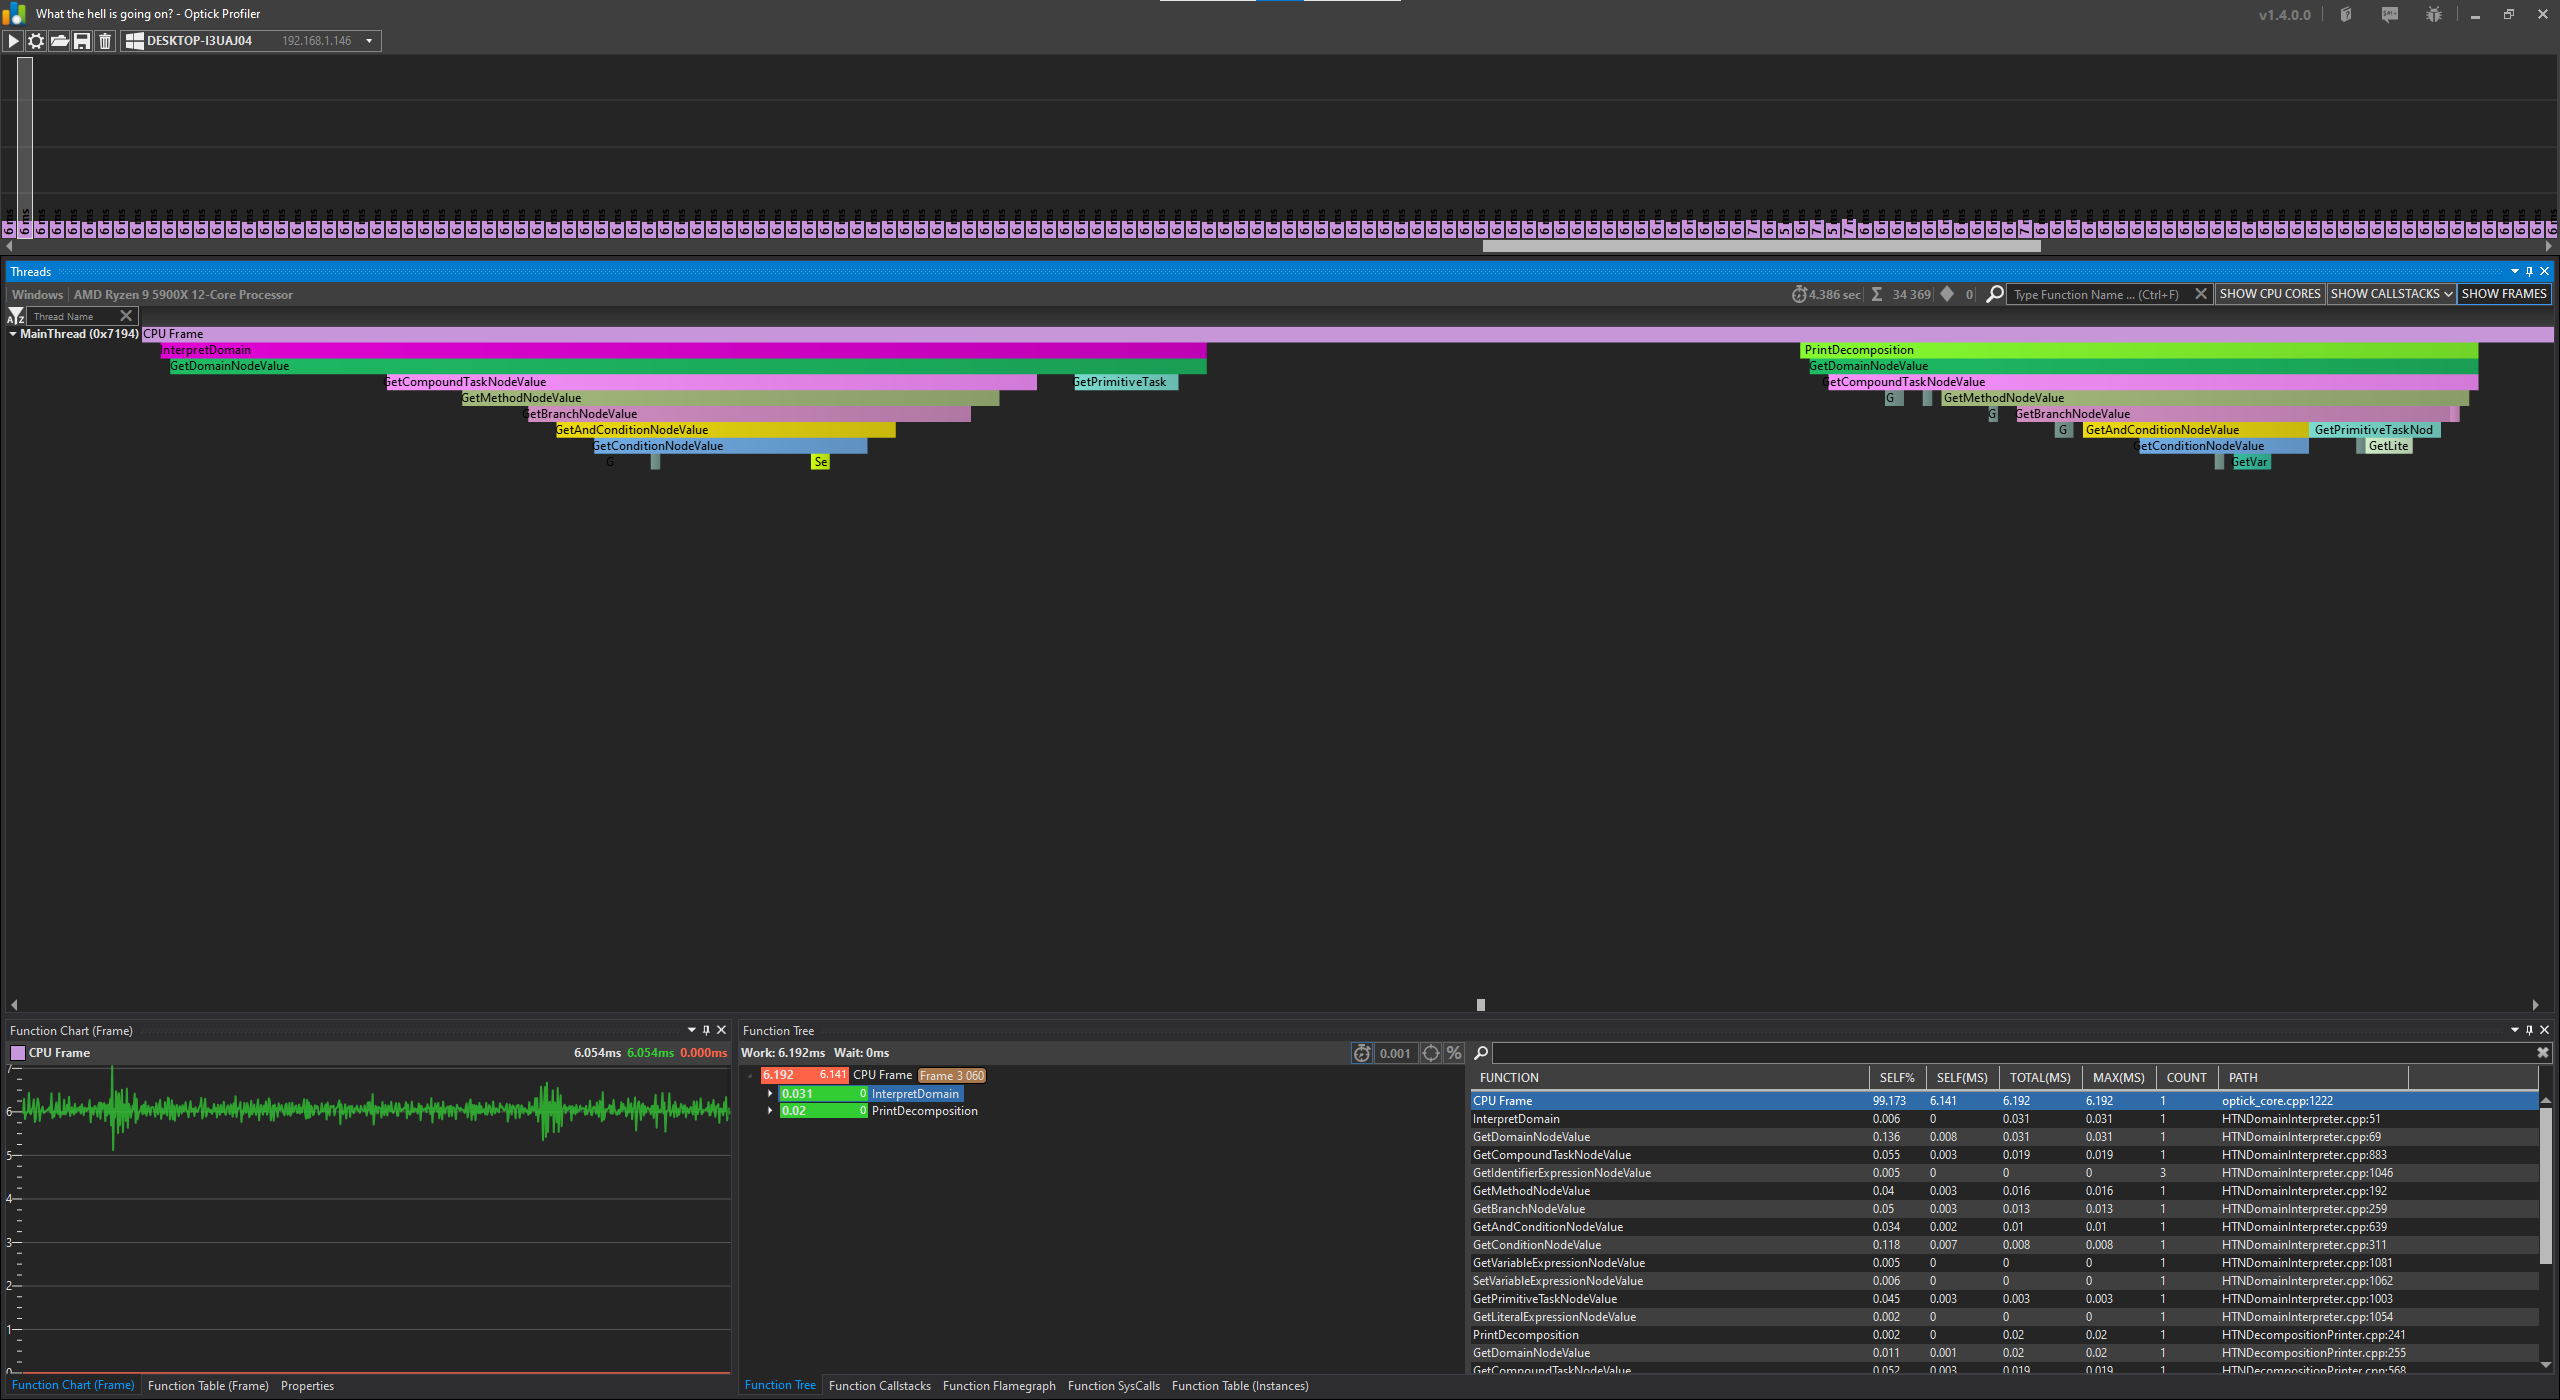 What the hell is going on? - Optick Profiler
v1.4.0.0
DESKTOP-I3UAJ04 192.168.1.146
Threads
Windows | AMD Ryzen 9 5900X 12-Core Processor
4.386 sec Σ 34 369 0 Type Function Name ... (Ctrl+F) SHOW CPU CORES SHOW CALLSTACKS SHOW FRAMES
Thread Name
MainThread (0x7194) CPU Frame
InterpretDomain PrintDecomposition
GetDomainNodeValue GetDomainNodeValue
GetCompoundTaskNodeValue GetPrimitiveTask GetCompoundTaskNodeValue
GetMethodNodeValue G GetMethodNodeValue
GetBranchNodeValue G GetBranchNodeValue
GetAndConditionNodeValue G GetAndConditionNodeValue GetPrimitiveTaskNod
GetConditionNodeValue GetConditionNodeValue GetLite
G Se GetVar
Function Chart (Frame)
CPU Frame 6.054ms 6.054ms 0.000ms
7
6
5
4
3
2
1
0
Function Chart (Frame) Function Table (Frame) Properties
Function Tree
Work: 6.192ms Wait: 0ms
0.001 %
6.192 6.141 CPU Frame Frame 3 060
0.031 0 InterpretDomain
0.02 0 PrintDecomposition
FUNCTION SELF% SELF(MS) TOTAL(MS) MAX(MS) COUNT PATH
CPU Frame 99.173 6.141 6.192 6.192 1 optick_core.cpp:1222
InterpretDomain 0.006 0 0.031 0.031 1 HTNDomainInterpreter.cpp:51
GetDomainNodeValue 0.136 0.008 0.031 0.031 1 HTNDomainInterpreter.cpp:69
GetCompoundTaskNodeValue 0.055 0.003 0.019 0.019 1 HTNDomainInterpreter.cpp:883
GetIdentifierExpressionNodeValue 0.005 0 0 0 3 HTNDomainInterpreter.cpp:1046
GetMethodNodeValue 0.04 0.003 0.016 0.016 1 HTNDomainInterpreter.cpp:192
GetBranchNodeValue 0.05 0.003 0.013 0.013 1 HTNDomainInterpreter.cpp:259
GetAndConditionNodeValue 0.034 0.002 0.01 0.01 1 HTNDomainInterpreter.cpp:639
GetConditionNodeValue 0.118 0.007 0.008 0.008 1 HTNDomainInterpreter.cpp:311
GetVariableExpressionNodeValue 0.005 0 0 0 1 HTNDomainInterpreter.cpp:1081
SetVariableExpressionNodeValue 0.006 0 0 0 1 HTNDomainInterpreter.cpp:1062
GetPrimitiveTaskNodeValue 0.045 0.003 0.003 0.003 1 HTNDomainInterpreter.cpp:1003
GetLiteralExpressionNodeValue 0.002 0 0 0 1 HTNDomainInterpreter.cpp:1054
PrintDecomposition 0.002 0 0.02 0.02 1 HTNDecompositionPrinter.cpp:241
GetDomainNodeValue 0.011 0.001 0.02 0.02 1 HTNDecompositionPrinter.cpp:255
GetCompoundTaskNodeValue 0.052 0.003 0.019 0.019 1 HTNDecompositionPrinter.cpp:568
Function Tree Function Callstacks Function Flamegraph Function SysCalls Function Table (Instances)